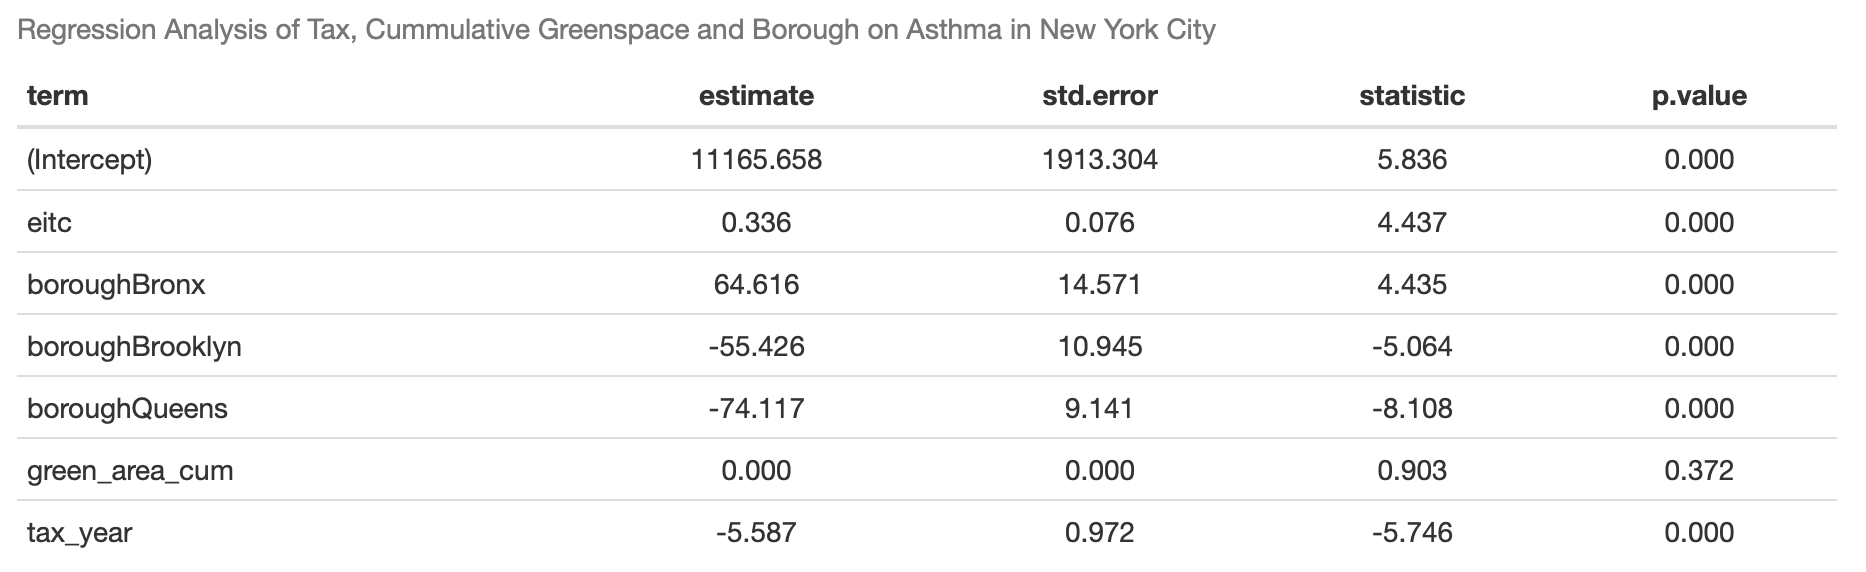 Regression Analysis of Tax, Cummulative Greenspace and Borough on Asthma in New York City
term estimate std.error statistic p.value
(Intercept) 11165.658 1913.304 5.836 0.000
eitc 0.336 0.076 4.437 0.000
boroughBronx 64.616 14.571 4.435 0.000
boroughBrooklyn -55.426 10.945 -5.064 0.000
boroughQueens -74.117 9.141 -8.108 0.000
green_area_cum 0.000 0.000 0.903 0.372
tax_year -5.587 0.972 -5.746 0.000